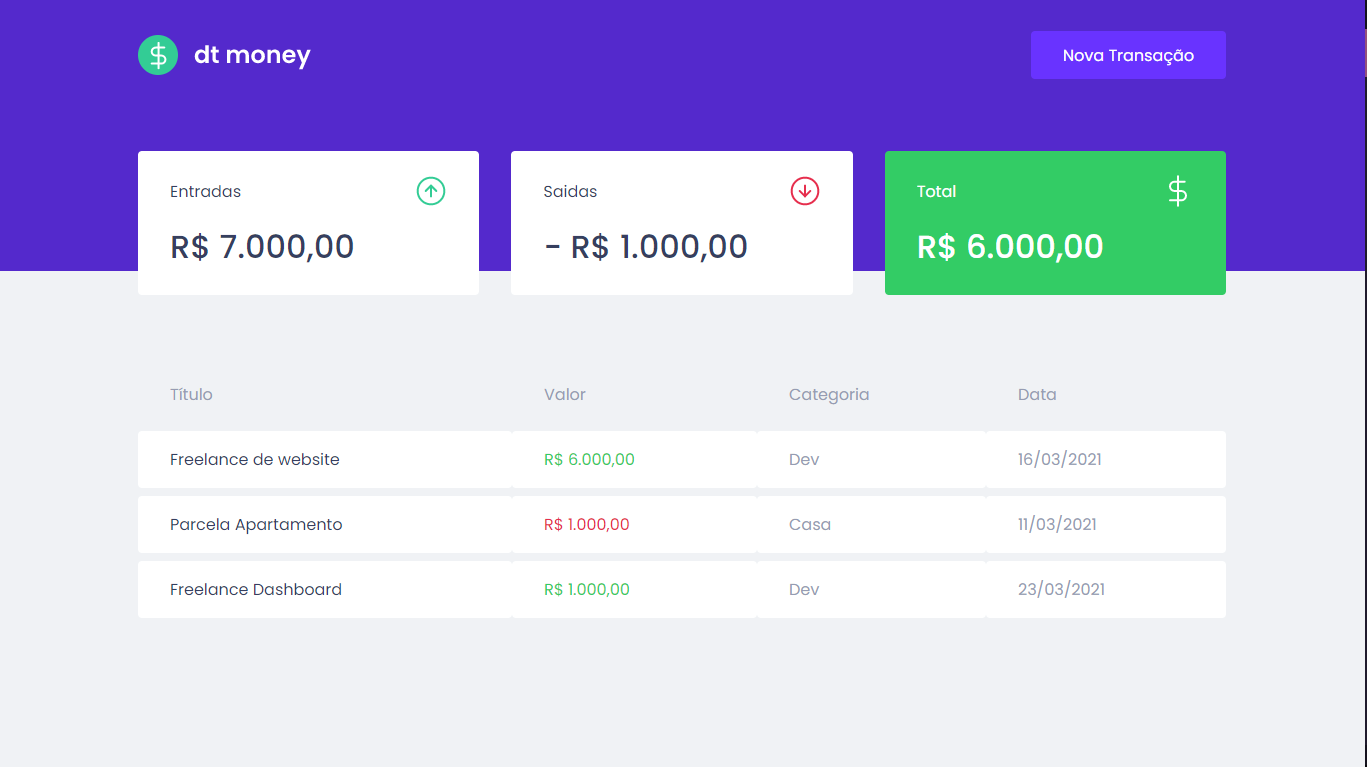 dt money
Nova Transação
Entradas
R$ 7.000,00
Saidas
- R$ 1.000,00
Total
R$ 6.000,00
Título Valor Categoria Data
Freelance de website R$ 6.000,00 Dev 16/03/2021
Parcela Apartamento R$ 1.000,00 Casa 11/03/2021
Freelance Dashboard R$ 1.000,00 Dev 23/03/2021